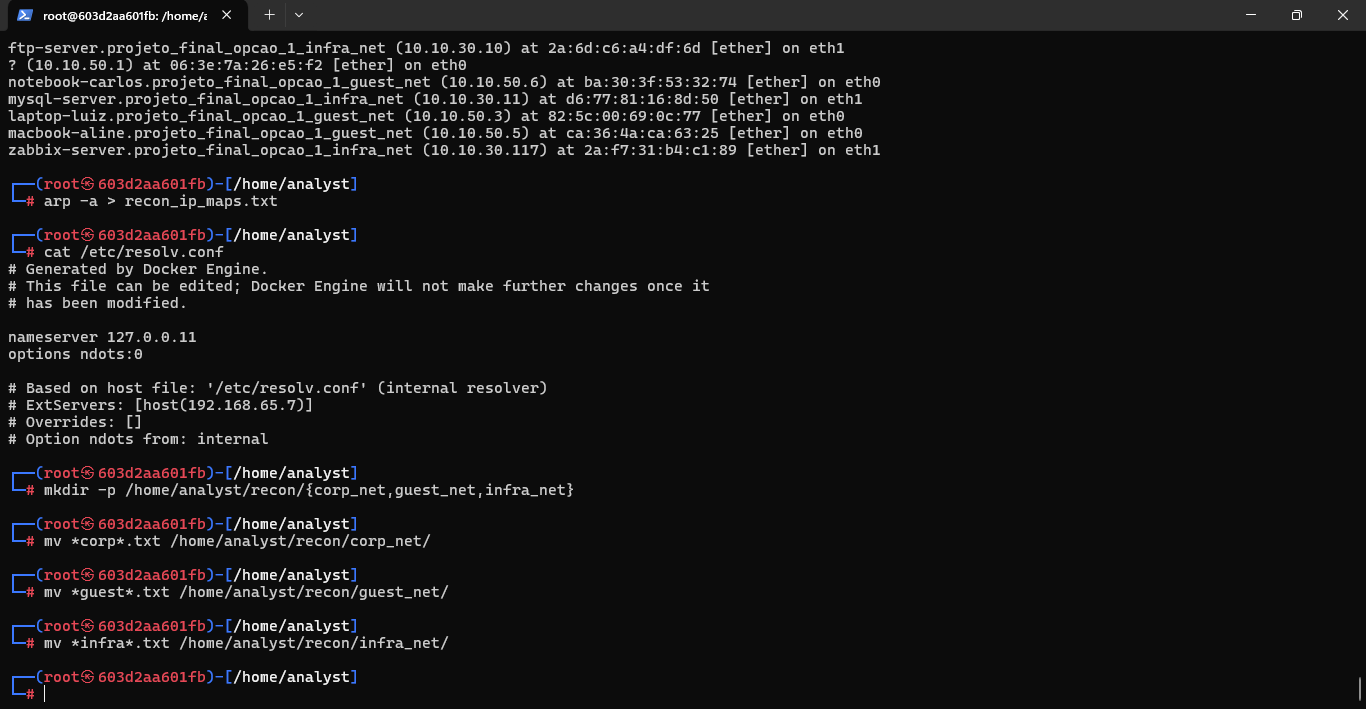 root@603d2aa601fb: /home/a
ftp-server.projeto_final_opcao_1_infra_net (10.10.30.10) at 2a:6d:c6:a4:df:6d [ether] on eth1
? (10.10.50.1) at 06:3e:7a:26:e5:f2 [ether] on eth0
notebook-carlos.projeto_final_opcao_1_guest_net (10.10.50.6) at ba:30:3f:53:32:74 [ether] on eth0
mysql-server.projeto_final_opcao_1_infra_net (10.10.30.11) at d6:77:81:16:8d:50 [ether] on eth1
laptop-luiz.projeto_final_opcao_1_guest_net (10.10.50.3) at 82:5c:00:69:0c:77 [ether] on eth0
macbook-aline.projeto_final_opcao_1_guest_net (10.10.50.5) at ca:36:4a:ca:63:25 [ether] on eth0
zabbix-server.projeto_final_opcao_1_infra_net (10.10.30.117) at 2a:f7:31:b4:c1:89 [ether] on eth1
┌──(root㉿603d2aa601fb)-[/home/analyst]
└─# arp -a > recon_ip_maps.txt
┌──(root㉿603d2aa601fb)-[/home/analyst]
└─# cat /etc/resolv.conf
# Generated by Docker Engine.
# This file can be edited; Docker Engine will not make further changes once it
# has been modified.
nameserver 127.0.0.11
options ndots:0
# Based on host file: '/etc/resolv.conf' (internal resolver)
# ExtServers: [host(192.168.65.7)]
# Overrides: []
# Option ndots from: internal
┌──(root㉿603d2aa601fb)-[/home/analyst]
└─# mkdir -p /home/analyst/recon/{corp_net,guest_net,infra_net}
┌──(root㉿603d2aa601fb)-[/home/analyst]
└─# mv *corp*.txt /home/analyst/recon/corp_net/
┌──(root㉿603d2aa601fb)-[/home/analyst]
└─# mv *guest*.txt /home/analyst/recon/guest_net/
┌──(root㉿603d2aa601fb)-[/home/analyst]
└─# mv *infra*.txt /home/analyst/recon/infra_net/
┌──(root㉿603d2aa601fb)-[/home/analyst]
└─#